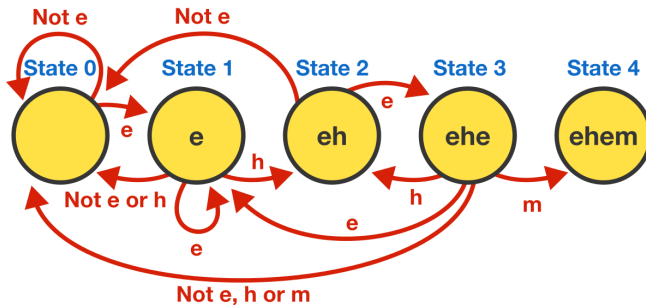 Not e
Not e
State 0
State 1
State 2
State 3
State 4
e
e
e
eh
ehe
ehem
h
h
m
Not e or h
e
e
Not e, h or m